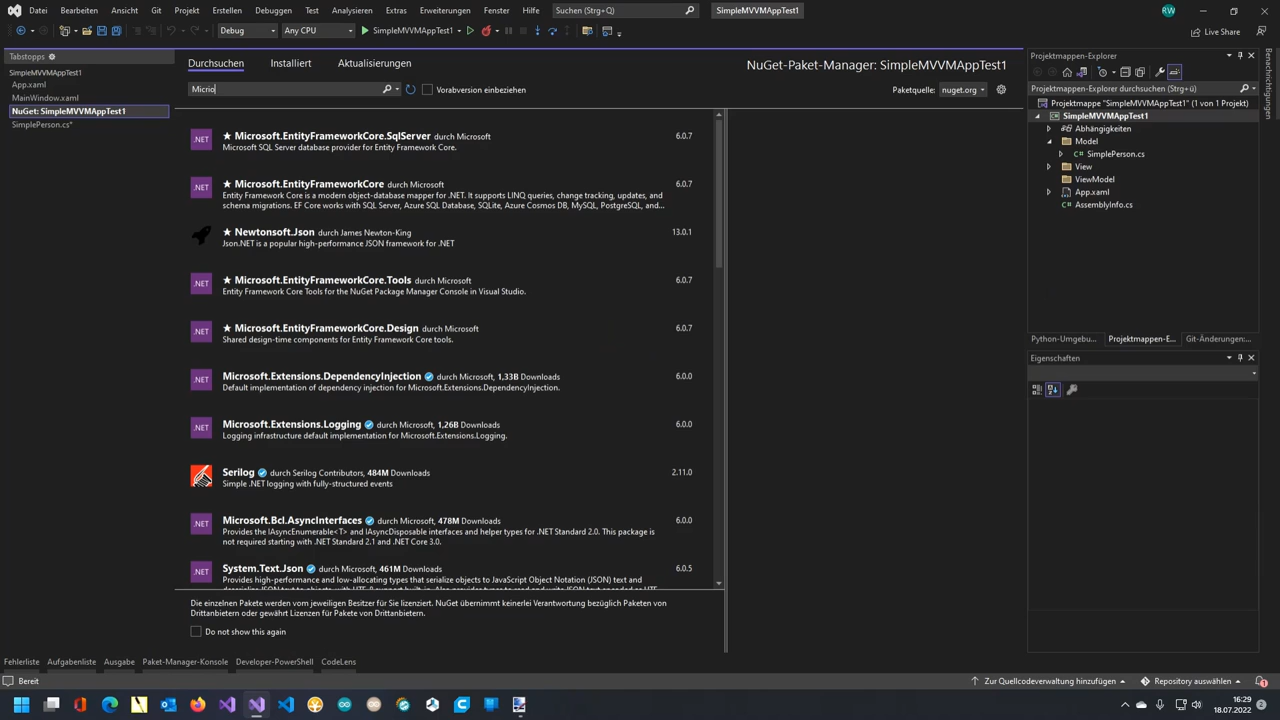 Datei Bearbeiten Ansicht Git Projekt Erstellen Debuggen Test Analysieren Extras Erweiterungen Fenster Hilfe Suchen (Strg+Q) SimpleMVVMAppTest1 RW
Debug Any CPU SimpleMVVMAppTest1 Live Share
Tabstopps
SimpleMVVMAppTest1
App.xaml
MainWindow.xaml
NuGet: SimpleMVVMAppTest1
SimplePerson.cs*
Durchsuchen Installiert Aktualisierungen
NuGet-Paket-Manager: SimpleMVVMAppTest1
Micrio
Vorabversion einbeziehen
Paketquelle: nuget.org
.NET ★ Microsoft.EntityFrameworkCore.SqlServer durch Microsoft 6.0.7
Microsoft SQL Server database provider for Entity Framework Core.
.NET ★ Microsoft.EntityFrameworkCore durch Microsoft 6.0.7
Entity Framework Core is a modern object-database mapper for .NET. It supports LINQ queries, change tracking, updates, and
schema migrations. EF Core works with SQL Server, Azure SQL Database, SQLite, Azure Cosmos DB, MySQL, PostgreSQL, and...
★ Newtonsoft.Json durch James Newton-King 13.0.1
Json.NET is a popular high-performance JSON framework for .NET
.NET ★ Microsoft.EntityFrameworkCore.Tools durch Microsoft 6.0.7
Entity Framework Core Tools for the NuGet Package Manager Console in Visual Studio.
.NET ★ Microsoft.EntityFrameworkCore.Design durch Microsoft 6.0.7
Shared design-time components for Entity Framework Core tools.
.NET Microsoft.Extensions.DependencyInjection durch Microsoft, 1,33B Downloads 6.0.0
Default implementation of dependency injection for Microsoft.Extensions.DependencyInjection.
.NET Microsoft.Extensions.Logging durch Microsoft, 1,26B Downloads 6.0.0
Logging infrastructure default implementation for Microsoft.Extensions.Logging.
Serilog durch Serilog Contributors, 484M Downloads 2.11.0
Simple .NET logging with fully-structured events
.NET Microsoft.Bcl.AsyncInterfaces durch Microsoft, 478M Downloads 6.0.0
Provides the IAsyncEnumerable<T> and IAsyncDisposable interfaces and helper types for .NET Standard 2.0. This package is
not required starting with .NET Standard 2.1 and .NET Core 3.0.
.NET System.Text.Json durch Microsoft, 461M Downloads 6.0.5
Provides high-performance and low-allocating types that serialize objects to JavaScript Object Notation (JSON) text and
Die einzelnen Pakete werden vom jeweiligen Besitzer für Sie lizenziert. NuGet übernimmt keinerlei Verantwortung bezüglich Paketen von
Drittanbietern oder gewährt Lizenzen für Pakete von Drittanbietern.
Do not show this again
Projektmappen-Explorer
Projektmappen-Explorer durchsuchen (Strg+ü)
Projektmappe "SimpleMVVMAppTest1" (1 von 1 Projekt)
SimpleMVVMAppTest1
Abhängigkeiten
Model
C# SimplePerson.cs
View
ViewModel
App.xaml
C# AssemblyInfo.cs
Python-Umgebu... Projektmappen-E... Git-Änderungen:...
Eigenschaften
Benachrichtigungen
Fehlerliste Aufgabenliste Ausgabe Paket-Manager-Konsole Developer-PowerShell CodeLens
Bereit Zur Quellcodeverwaltung hinzufügen Repository auswählen 1
16:29
18.07.2022